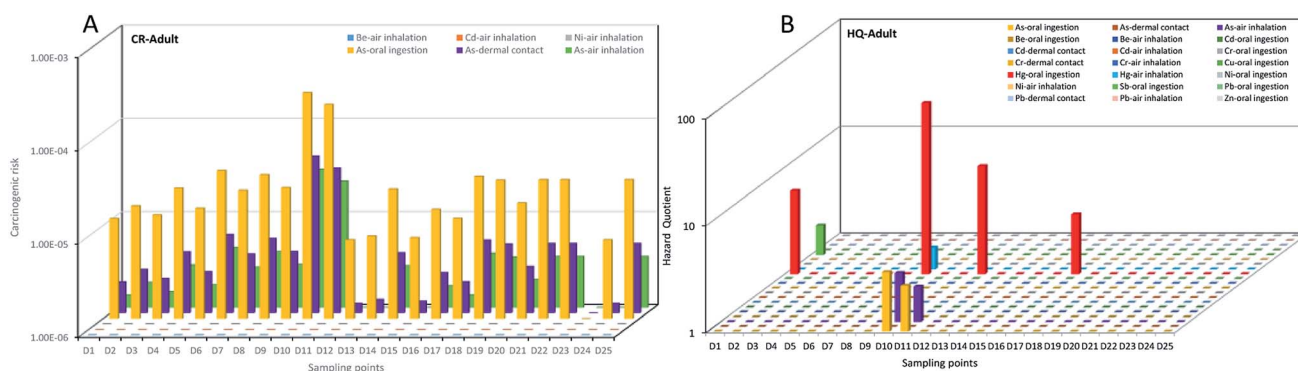 A
CR-Adult
Be-air inhalation Cd-air inhalation Ni-air inhalation
As-oral ingestion As-dermal contact As-air inhalation
1.00E-03
1.00E-04
1.00E-05
1.00E-06
Carcinogenic risk
D1 D2 D3 D4 D5 D6 D7 D8 D9 D10 D11 D12 D13 D14 D15 D16 D17 D18 D19 D20 D21 D22 D23 D25
Sampling points
B
HQ-Adult
As-oral ingestion As-dermal contact As-air inhalation
Be-oral ingestion Be-air inhalation Cd-oral ingestion
Cd-dermal contact Cd-air inhalation Cr-oral ingestion
Cr-dermal contact Cr-air inhalation Cu-oral ingestion
Hg-oral ingestion Hg-air inhalation Ni-oral ingestion
Ni-air inhalation Sb-oral ingestion Pb-oral ingestion
Pb-dermal contact Pb-air inhalation Zn-oral ingestion
100
10
1
Hazard Quotient
D1 D2 D3 D4 D5 D6 D7 D8 D9 D10 D11 D12 D13 D14 D15 D16 D17 D18 D19 D20 D21 D22 D23 D24 D25
Sampling points